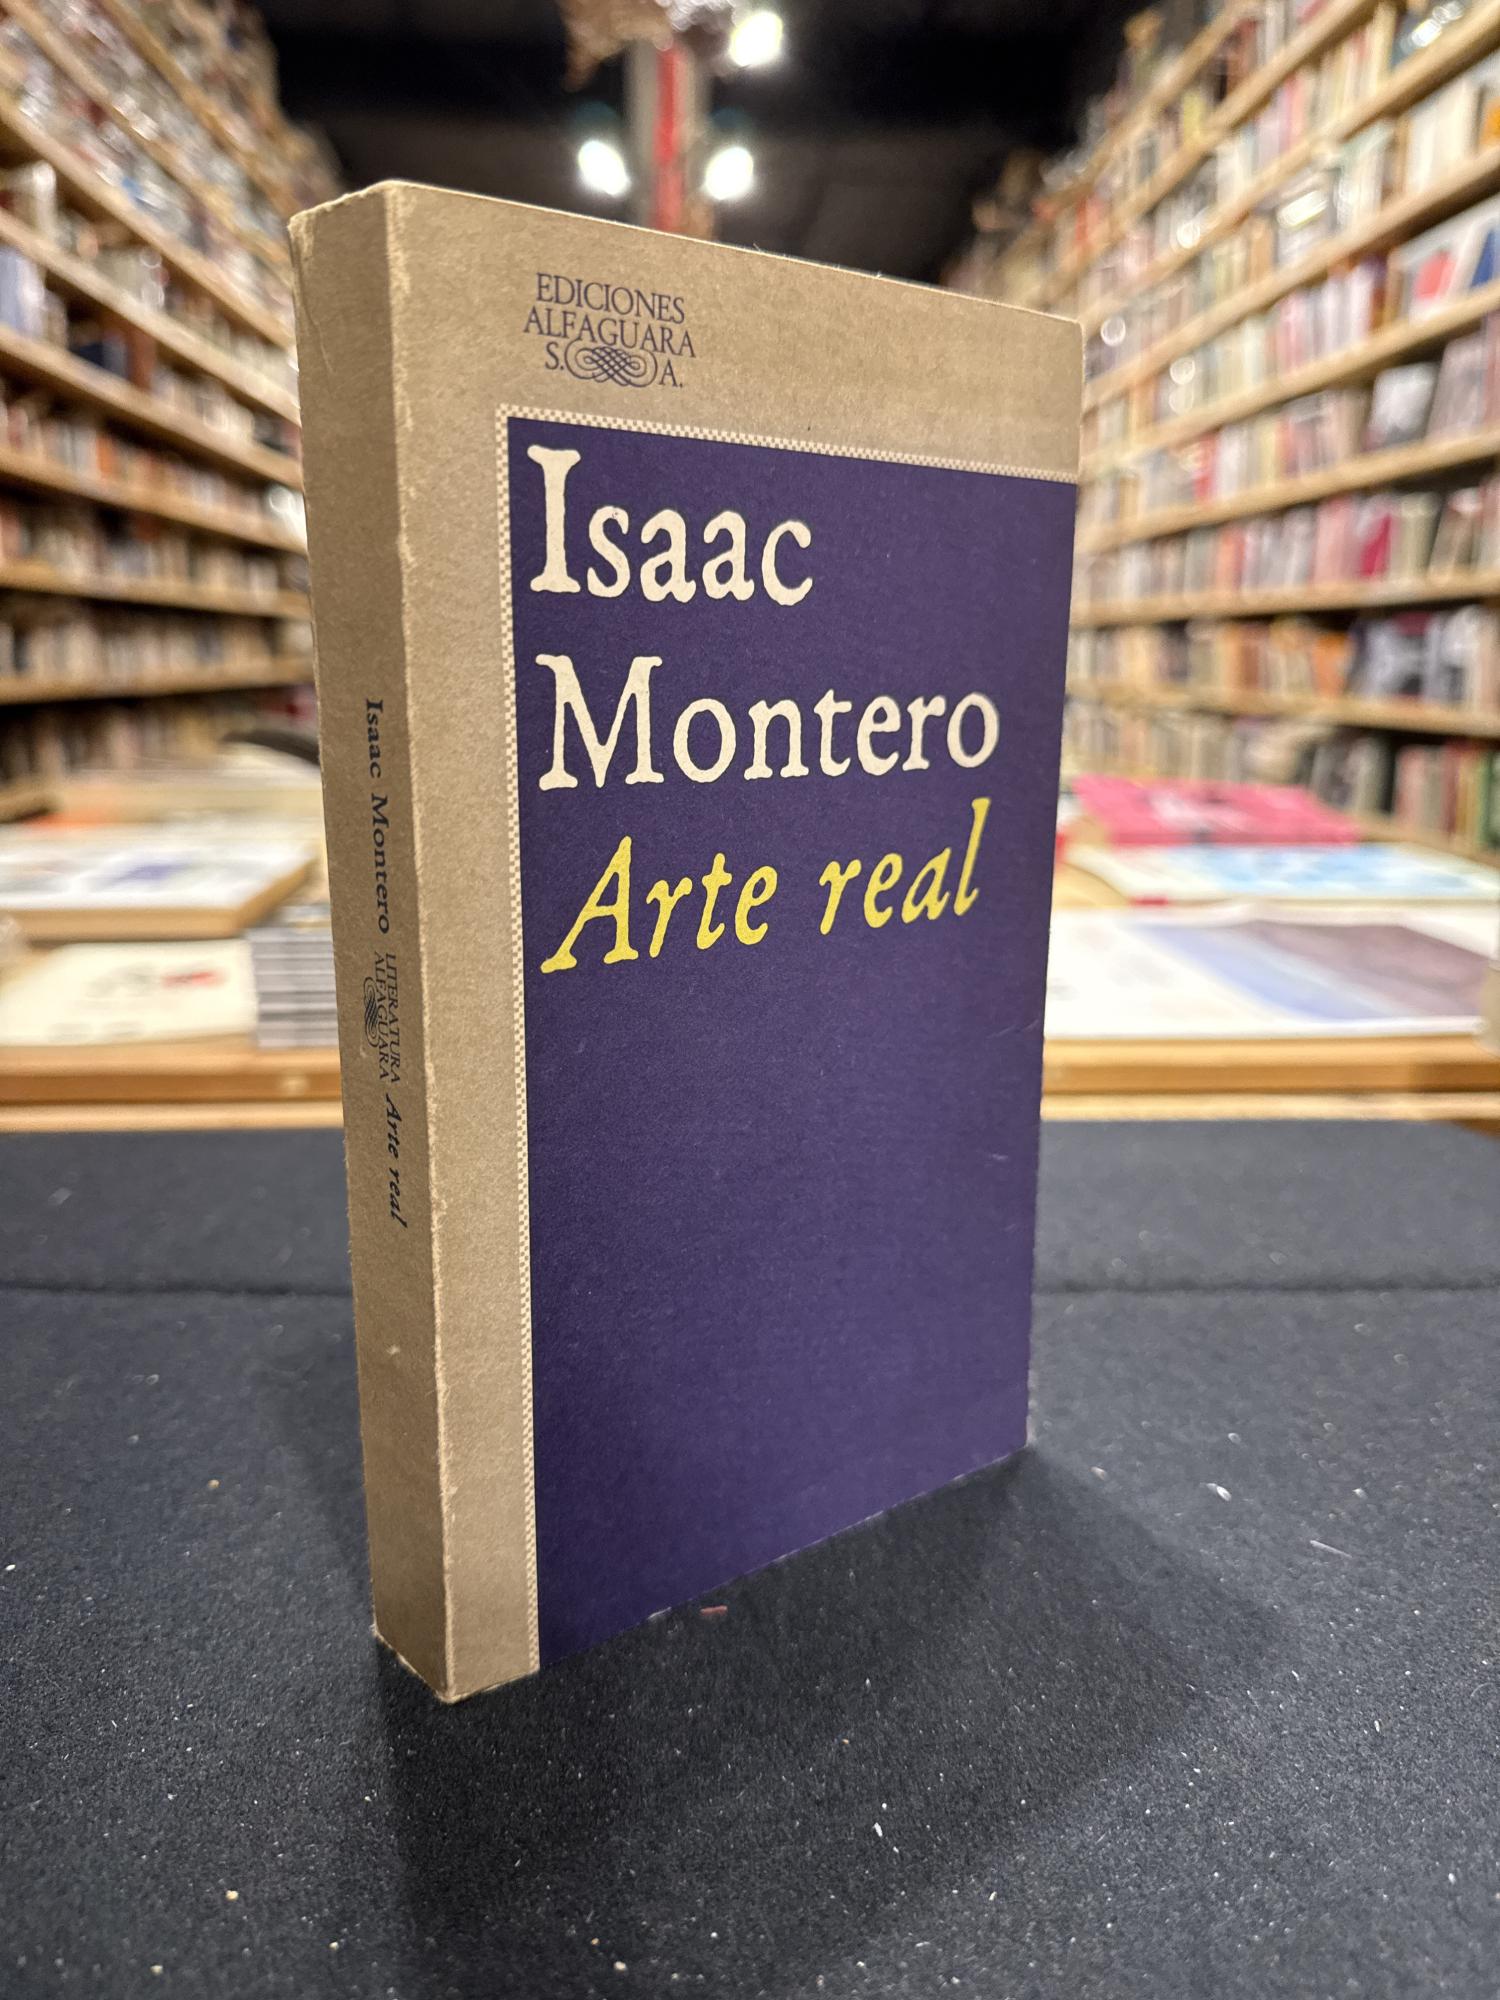 EDICIONES
ALFAGUARA
S. A.
Isaac
Montero
Arte real
Isaac Montero LITERATURA ALFAGUARA Arte real